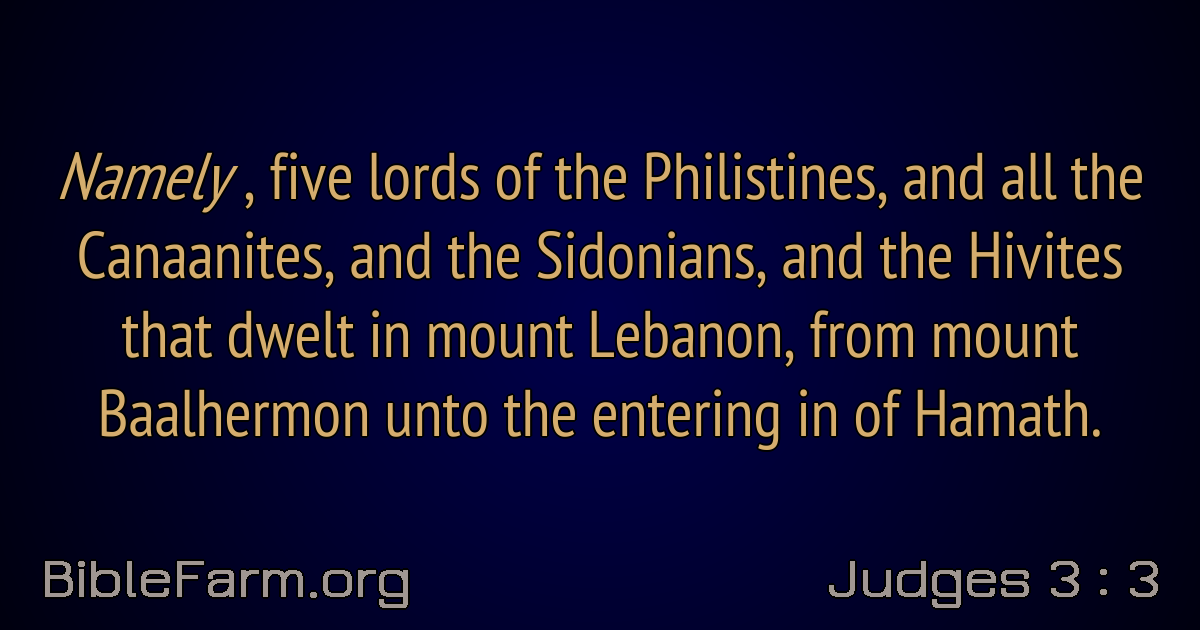 Namely , five lords of the Philistines, and all the
Canaanites, and the Sidonians, and the Hivites
that dwelt in mount Lebanon, from mount
Baalhermon unto the entering in of Hamath.
BibleFarm.org
Judges 3 : 3